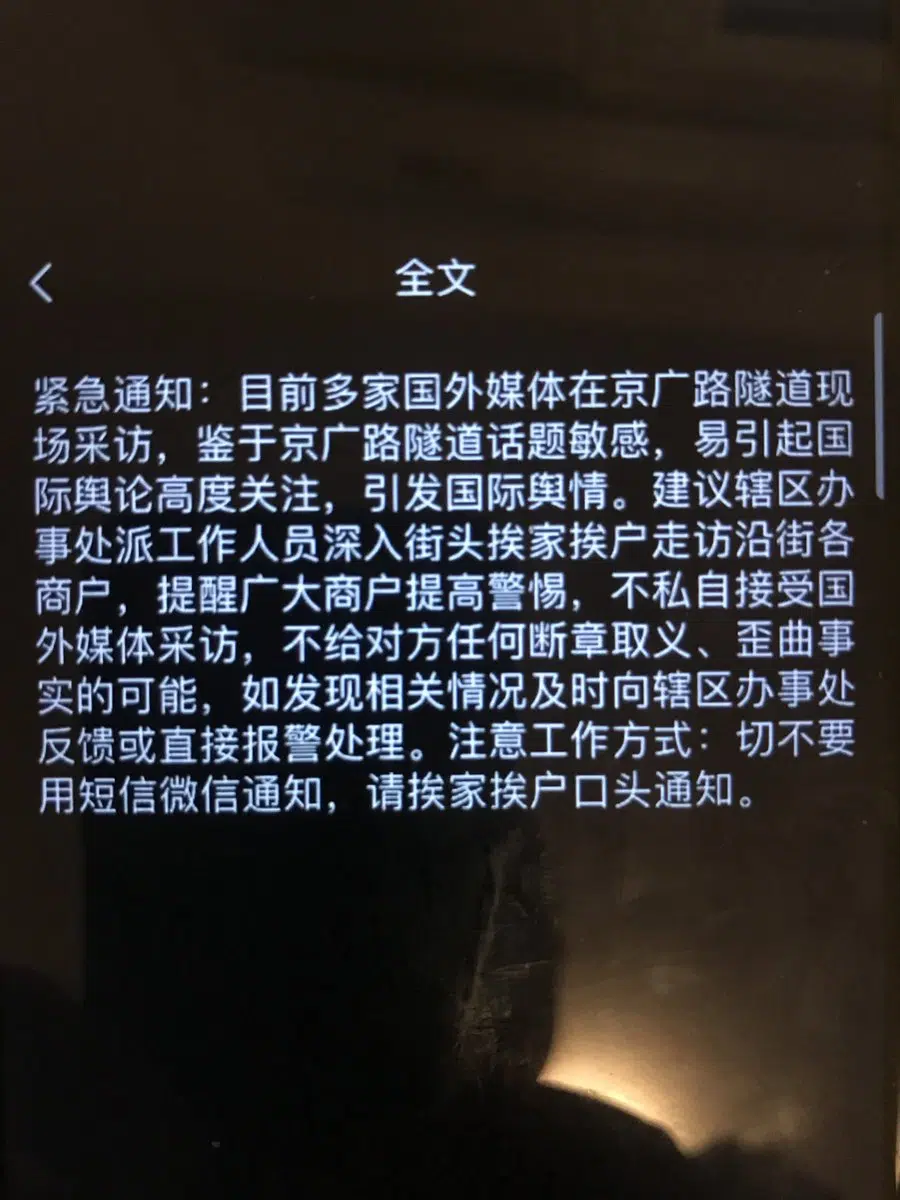 全文
紧急通知：目前多家国外媒体在京广路隧道现
场采访，鉴于京广路隧道话题敏感，易引起国
际舆论高度关注，引发国际舆情。建议辖区办
事处派工作人员深入街头挨家挨户走访沿街各
商户，提醒广大商户提高警惕，不私自接受国
外媒体采访，不给对方任何断章取义、歪曲事
实的可能，如发现相关情况及时向辖区办事处
反馈或直接报警处理。注意工作方式：切不要
用短信微信通知，请挨家挨户口头通知。